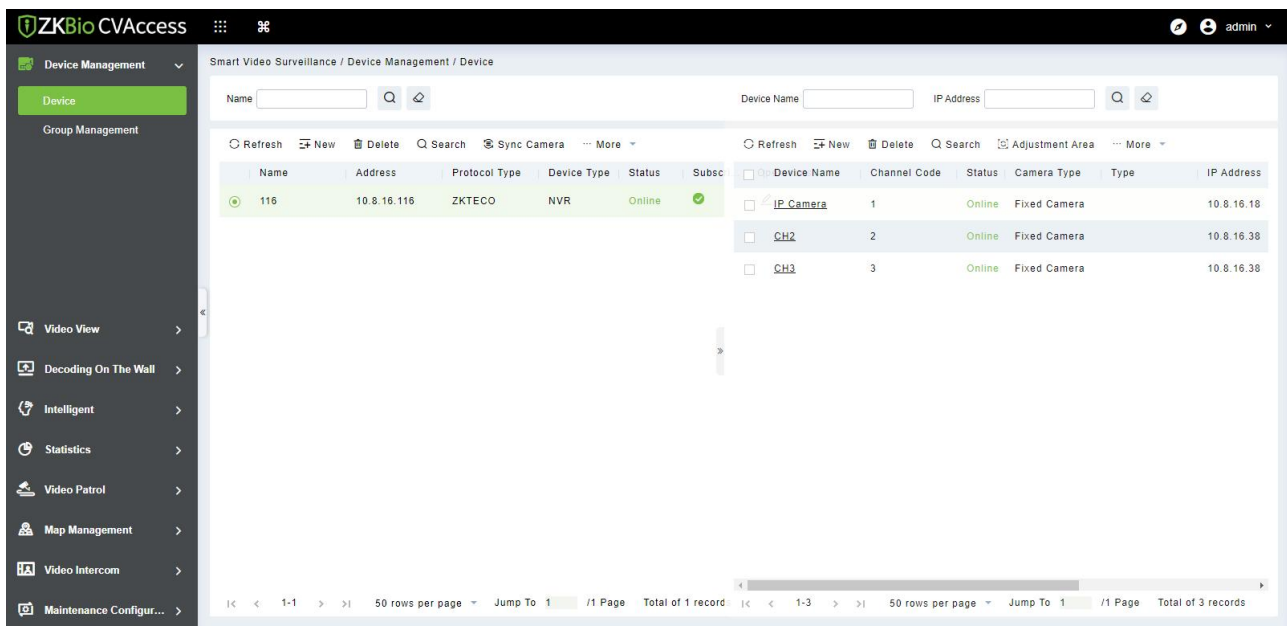 ZKBio CVAccess admin
Device Management
Smart Video Surveillance / Device Management / Device
Device
Group Management
Name
Device Name IP Address
Refresh New Delete Search Sync Camera ··· More
Refresh New Delete Search Adjustment Area ··· More
Name Address Protocol Type Device Type Status Subsc
Device Name Channel Code Status Camera Type Type IP Address
116 10.8.16.116 ZKTECO NVR Online
IP Camera 1 Online Fixed Camera 10.8.16.18
CH2 2 Online Fixed Camera 10.8.16.38
CH3 3 Online Fixed Camera 10.8.16.38
Video View
Decoding On The Wall
Intelligent
Statistics
Video Patrol
Map Management
Video Intercom
Maintenance Configur...
|< < 1-1 > >| 50 rows per page Jump To 1 /1 Page Total of 1 record
|< < 1-3 > >| 50 rows per page Jump To 1 /1 Page Total of 3 records